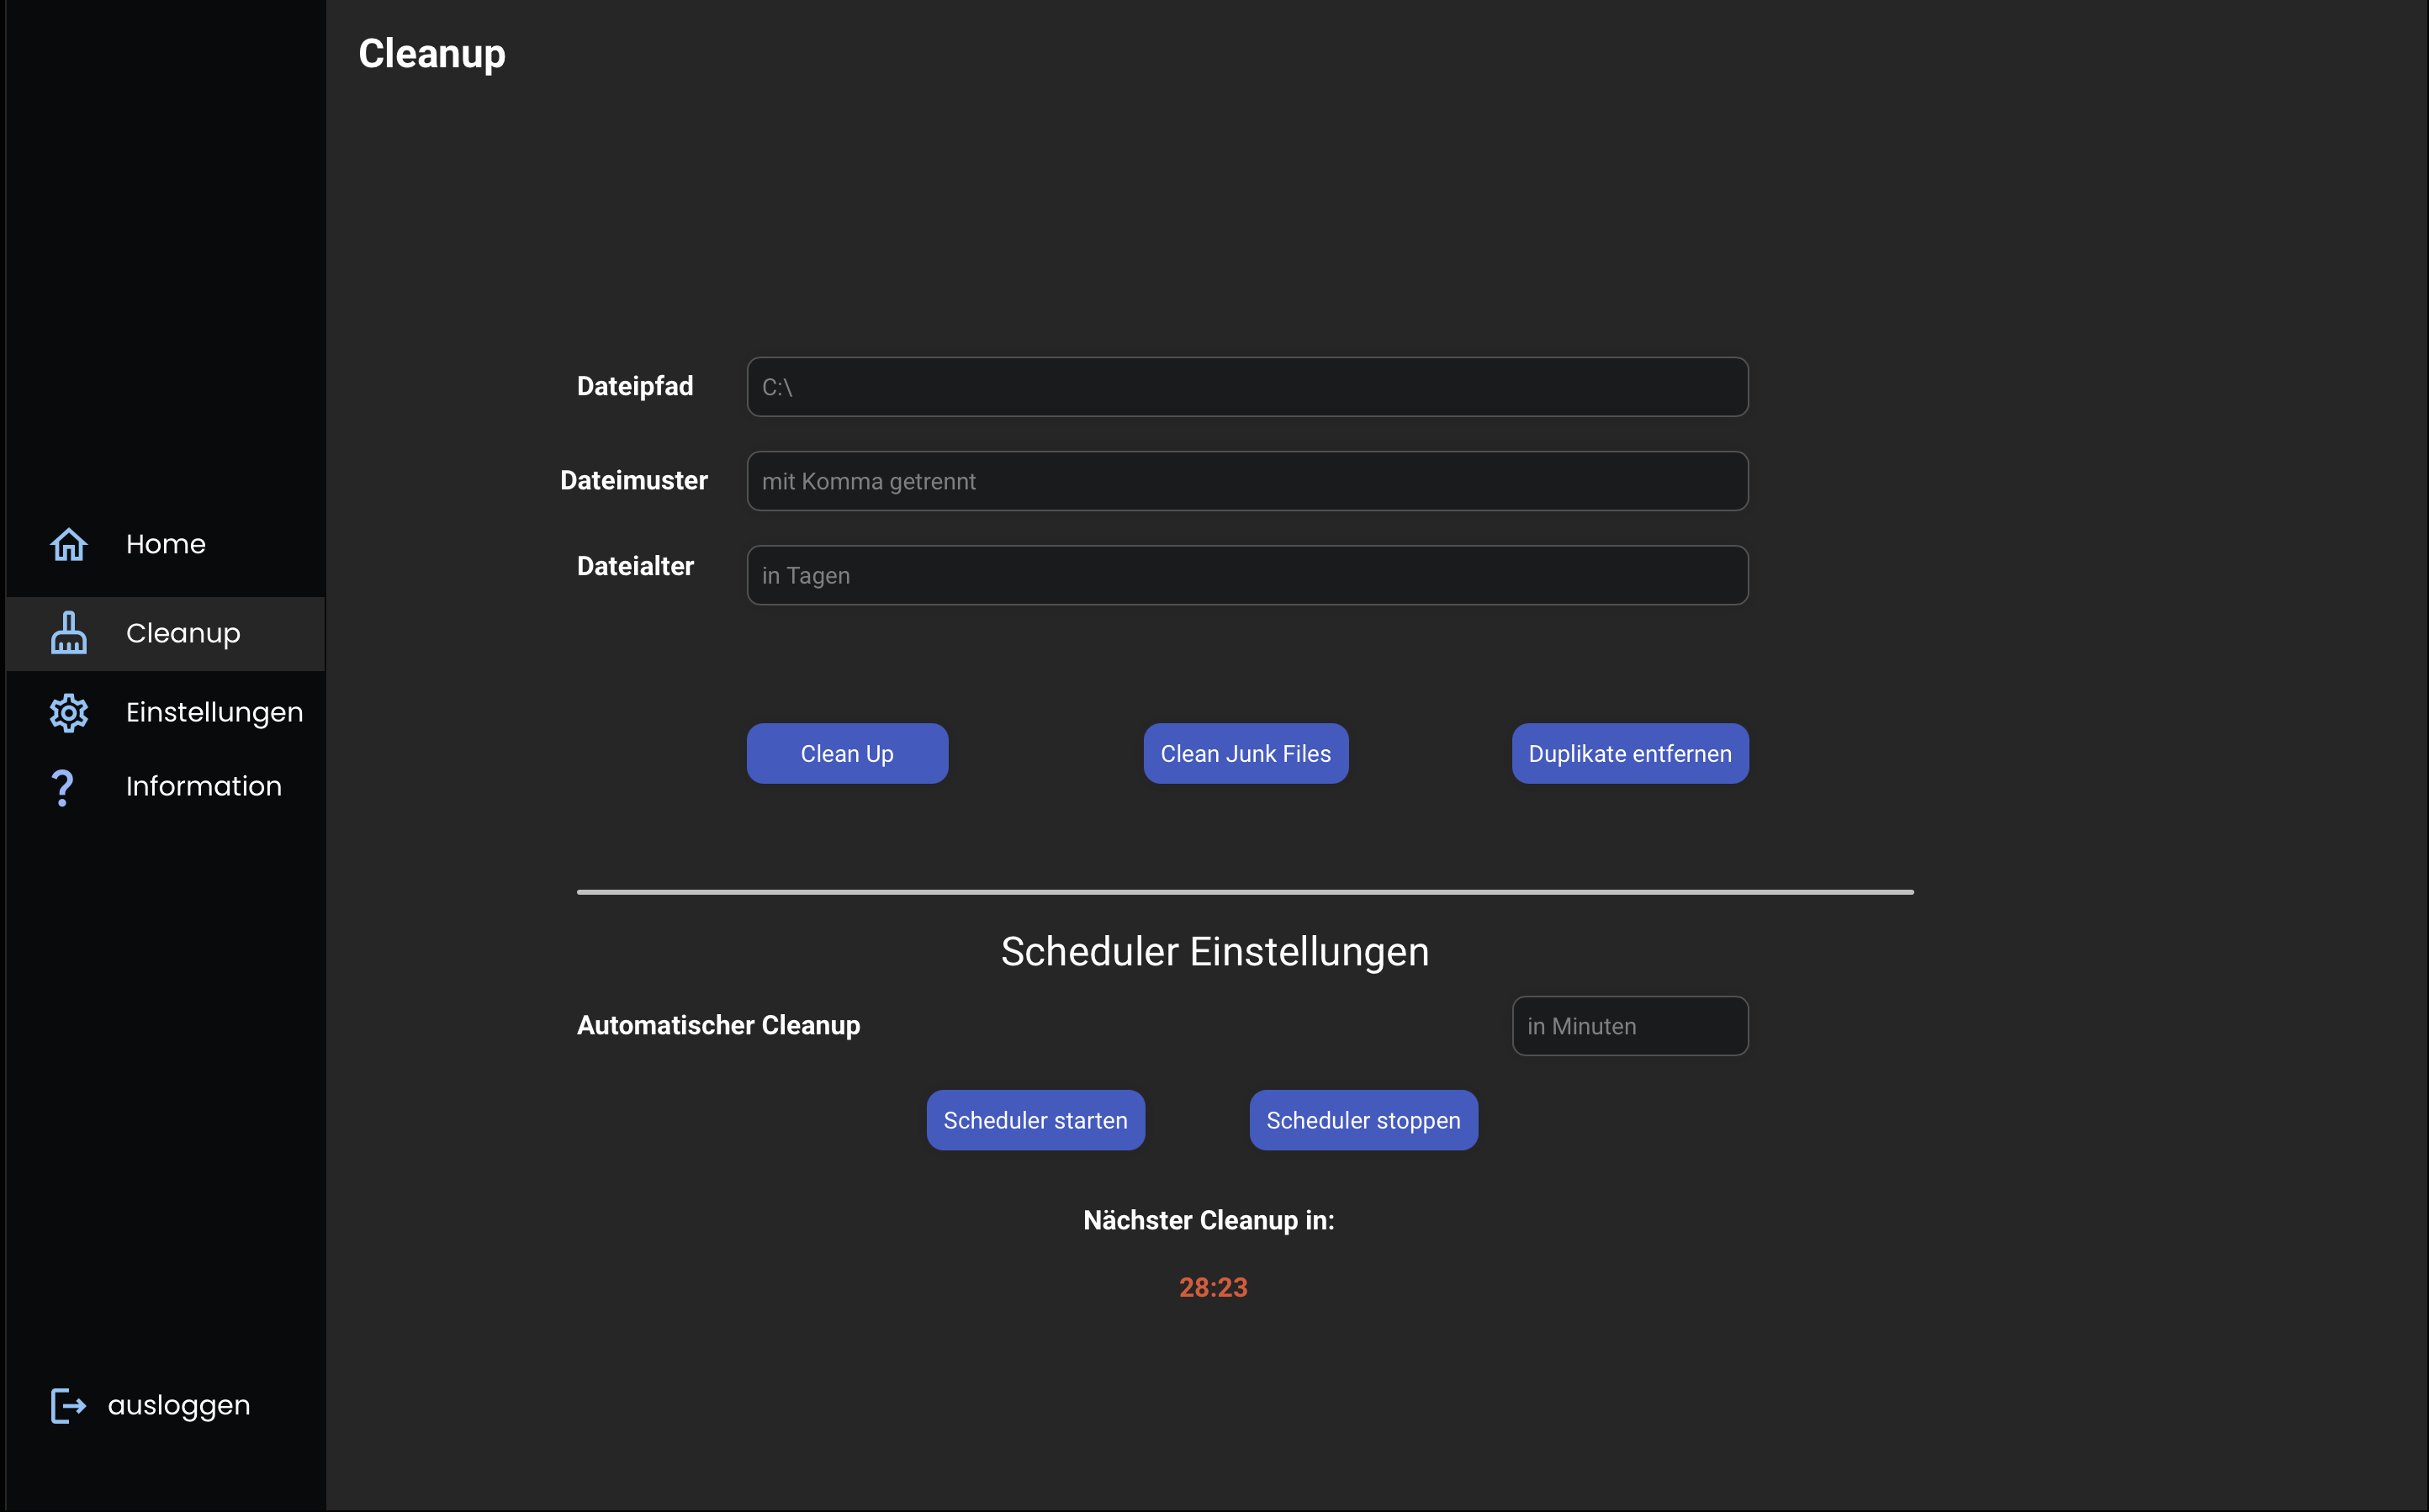 Cleanup
Home
Cleanup
Einstellungen
Information
ausloggen
Dateipfad
C:\
Dateimuster
mit Komma getrennt
Dateialter
in Tagen
Clean Up
Clean Junk Files
Duplikate entfernen
Scheduler Einstellungen
Automatischer Cleanup
in Minuten
Scheduler starten
Scheduler stoppen
Nächster Cleanup in:
28:23